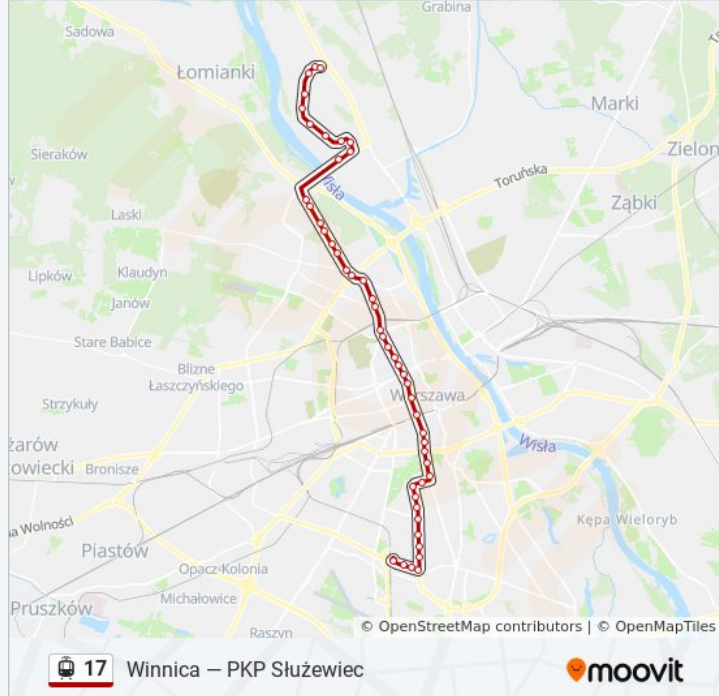 Grabina
Sadowa
Łomianki
Marki
Sieraków
Zielon
Wisła
Toruńska
Ząbki
Laski
Lipków
Klaudyn
Janów
Stare Babice
Blizne
Łaszczyńskiego
Warszawa
Strzykuły
żarów
owiecki
Bronisze
Wisła
na Wolności
Kępa Wieloryb
Piastów
Opacz-Kolonia
Michałowice
Pruszków
Raszyn
© OpenStreetMap contributors | © OpenMapTiles
17 Winnica — PKP Służewiec moovit